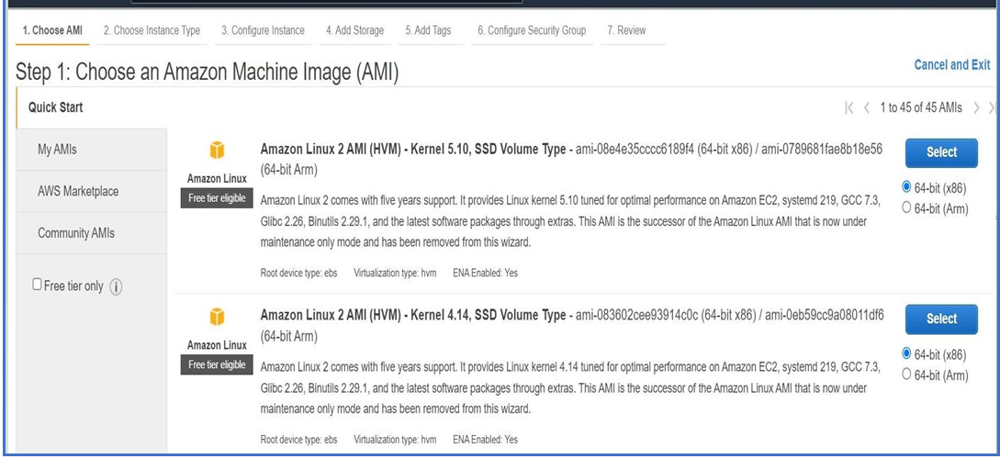 1. Choose AMI 2. Choose Instance Type 3. Configure Instance 4. Add Storage 5. Add Tags 6. Configure Security Group 7. Review
Step 1: Choose an Amazon Machine Image (AMI)
Cancel and Exit
Quick Start
1 to 45 of 45 AMIs
My AMIs
AWS Marketplace
Community AMIs
Free tier only
Amazon Linux
Free tier eligible
Amazon Linux 2 AMI (HVM) - Kernel 5.10, SSD Volume Type - ami-08e4e35cccc6189f4 (64-bit x86) / ami-0789681fae8b18e56
(64-bit Arm)
Amazon Linux 2 comes with five years support. It provides Linux kernel 5.10 tuned for optimal performance on Amazon EC2, systemd 219, GCC 7.3,
Glibc 2.26, Binutils 2.29.1, and the latest software packages through extras. This AMI is the successor of the Amazon Linux AMI that is now under
maintenance only mode and has been removed from this wizard.
Root device type: ebs Virtualization type: hvm ENA Enabled: Yes
Select
64-bit (x86)
64-bit (Arm)
Amazon Linux
Free tier eligible
Amazon Linux 2 AMI (HVM) - Kernel 4.14, SSD Volume Type - ami-083602cee93914c0c (64-bit x86) / ami-0eb59cc9a08011df6
(64-bit Arm)
Amazon Linux 2 comes with five years support. It provides Linux kernel 4.14 tuned for optimal performance on Amazon EC2, systemd 219, GCC 7.3,
Glibc 2.26, Binutils 2.29.1, and the latest software packages through extras. This AMI is the successor of the Amazon Linux AMI that is now under
maintenance only mode and has been removed from this wizard.
Root device type: ebs Virtualization type: hvm ENA Enabled: Yes
Select
64-bit (x86)
64-bit (Arm)